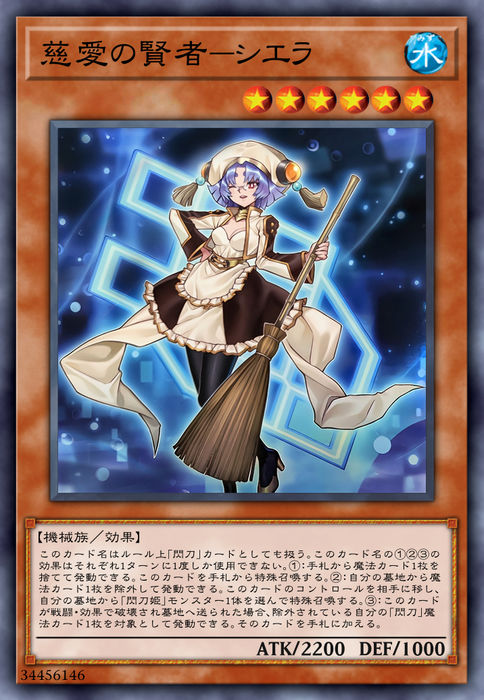 慈愛の賢者－シエラ
みず
水
【機械族／効果】
このカード名はルール上「閃刀」カードとしても扱う。このカード名の①②③の
効果はそれぞれ1ターンに1度しか使用できない。①：手札から魔法カード1枚を
捨てて発動できる。このカードを手札から特殊召喚する。②：自分の墓地から魔
法カード1枚を除外して発動できる。このカードのコントロールを相手に移し、
自分の墓地から「閃刀姫」モンスター1体を選んで特殊召喚する。③：このカード
が戦闘・効果で破壊され墓地へ送られた場合、除外されている自分の「閃刀」魔
法カード1枚を対象として発動できる。そのカードを手札に加える。
ATK/2200 DEF/1000
34456146